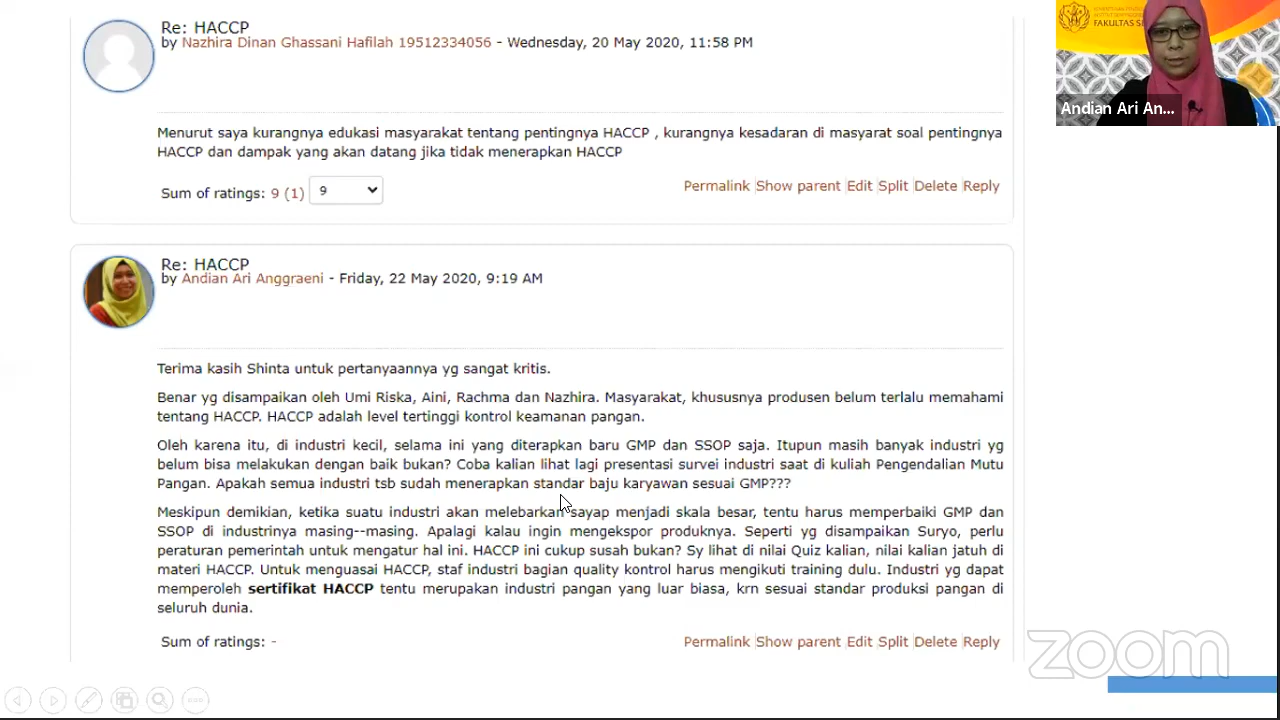 Re: HACCP
by Nazhira Dinan Ghassani Hafilah 19512334056 - Wednesday, 20 May 2020, 11:58 PM
Menurut saya kurangnya edukasi masyarakat tentang pentingnya HACCP , kurangnya kesadaran di masyarat soal pentingnya
HACCP dan dampak yang akan datang jika tidak menerapkan HACCP
Sum of ratings: 9 (1) 9
Permalink Show parent Edit Split Delete Reply
Re: HACCP
by Andian Ari Anggraeni - Friday, 22 May 2020, 9:19 AM
Terima kasih Shinta untuk pertanyaannya yg sangat kritis.
Benar yg disampaikan oleh Umi Riska, Aini, Rachma dan Nazhira. Masyarakat, khususnya produsen belum terlalu memahami
tentang HACCP. HACCP adalah level tertinggi kontrol keamanan pangan.
Oleh karena itu, di industri kecil, selama ini yang diterapkan baru GMP dan SSOP saja. Itupun masih banyak industri yg
belum bisa melakukan dengan baik bukan? Coba kalian lihat lagi presentasi survei industri saat di kuliah Pengendalian Mutu
Pangan. Apakah semua industri tsb sudah menerapkan standar baju karyawan sesuai GMP???
Meskipun demikian, ketika suatu industri akan melebarkan sayap menjadi skala besar, tentu harus memperbaiki GMP dan
SSOP di industrinya masing--masing. Apalagi kalau ingin mengekspor produknya. Seperti yg disampaikan Suryo, perlu
peraturan pemerintah untuk mengatur hal ini. HACCP ini cukup susah bukan? Sy lihat di nilai Quiz kalian, nilai kalian jatuh di
materi HACCP. Untuk menguasai HACCP, staf industri bagian quality kontrol harus mengikuti training dulu. Industri yg dapat
memperoleh sertifikat HACCP tentu merupakan industri pangan yang luar biasa, krn sesuai standar produksi pangan di
seluruh dunia.
Sum of ratings: -
Permalink Show parent Edit Split Delete Reply
Andian Ari An...
zoom